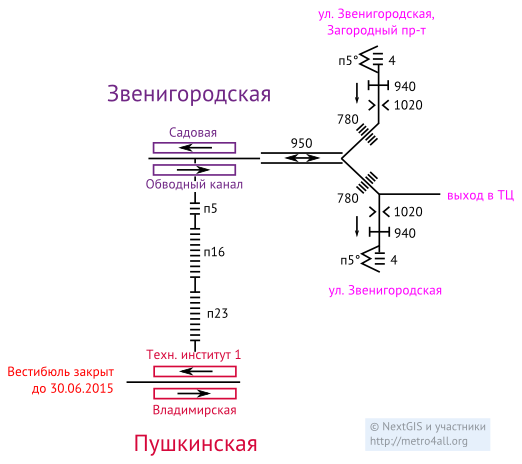 ул. Звенигородская,
Загородный пр-т
п5° 4
940
1020
780
Звенигородская
Садовая
950
Обводный канал
780
выход в ТЦ
п5
1020
940
п16
п5° 4
ул. Звенигородская
п23
Техн. институт 1
Вестибюль закрыт
до 30.06.2015
Владимирская
Пушкинская
© NextGIS и участники
http://metro4all.org